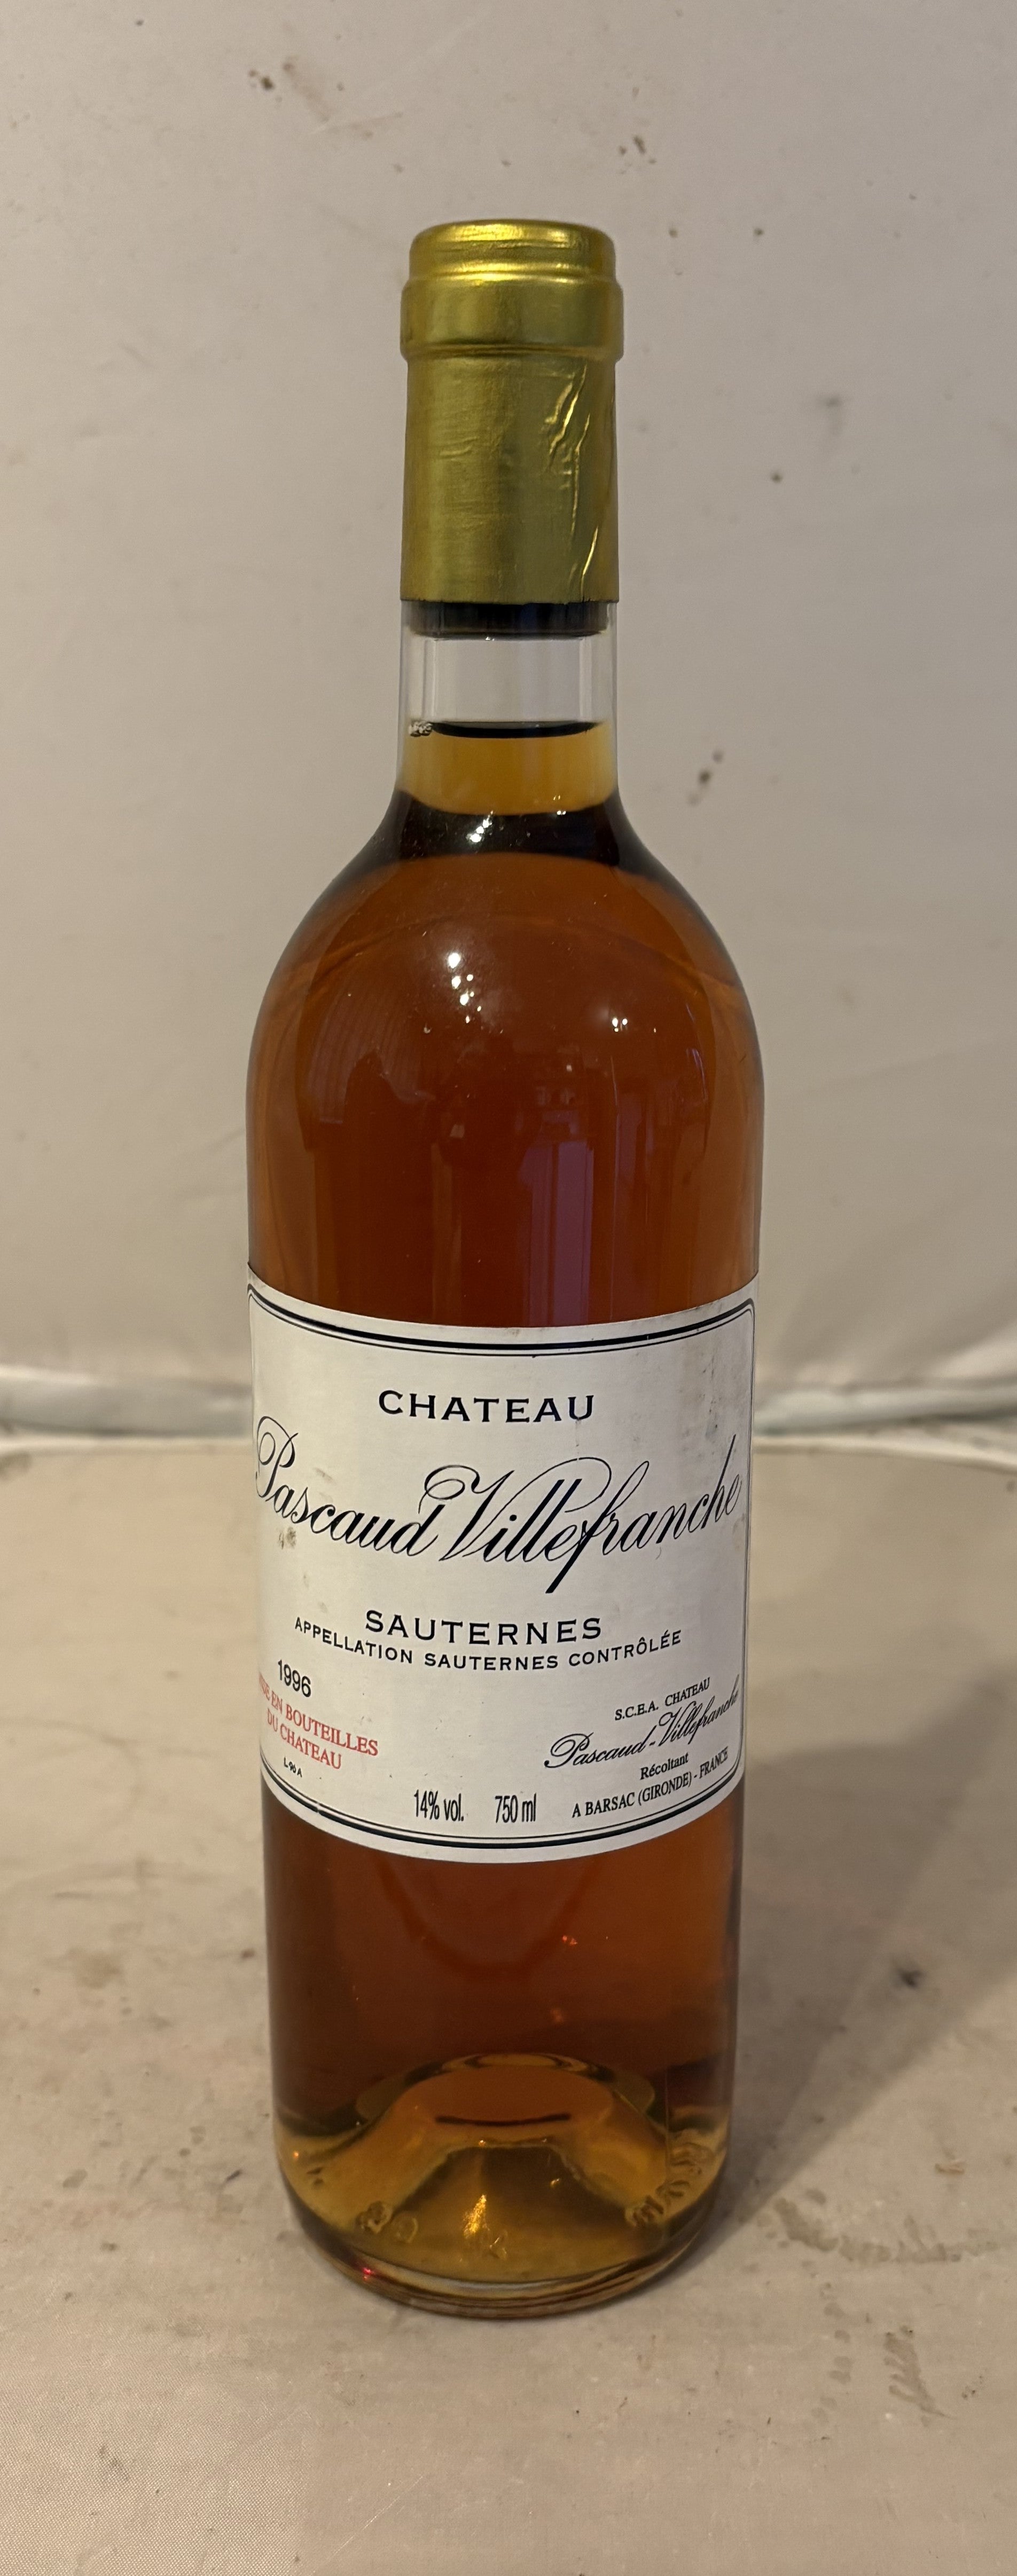 CHATEAU
Pascaud Villefranche
SAUTERNES
APPELLATION SAUTERNES CONTRÔLÉE
1996
EN BOUTEILLES
DU CHATEAU
S.C.E.A. CHATEAU
Pascaud-Villefranche
Récoltant
A BARSAC (GIRONDE) - FRANCE
14% vol. 750 ml